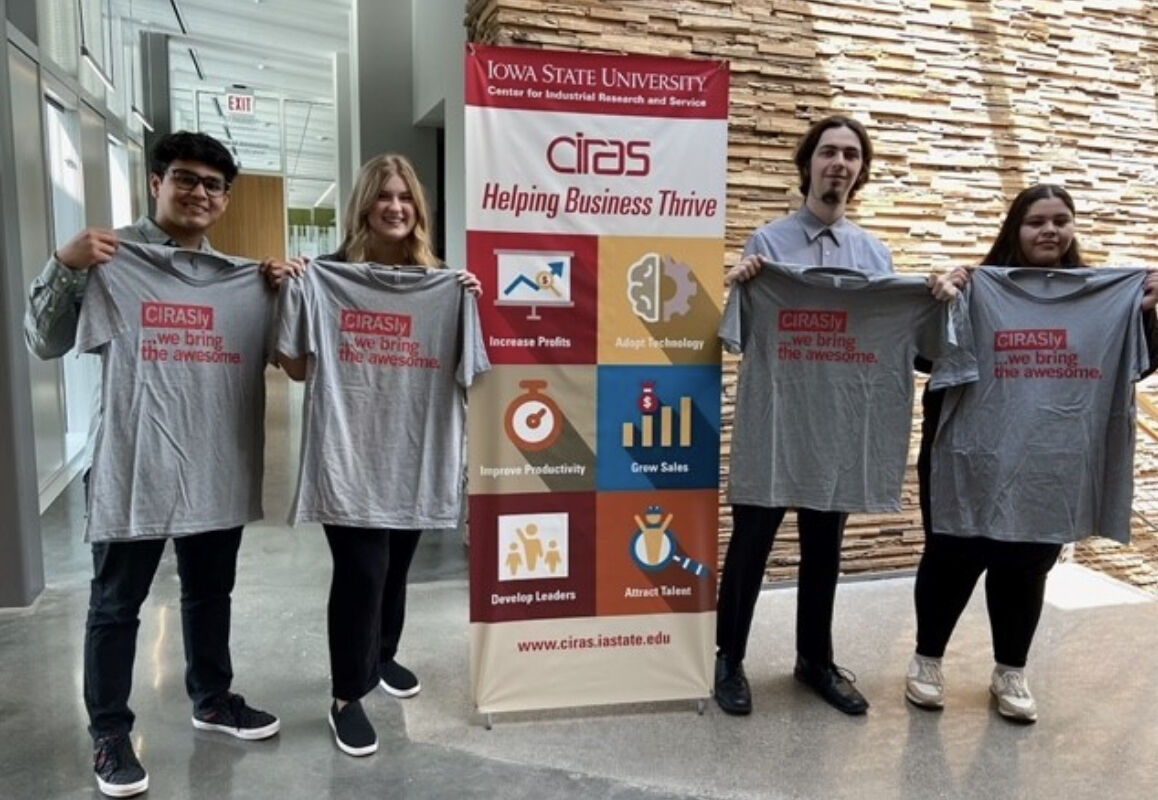 EXIT
IOWA STATE UNIVERSITY
Center for Industrial Research and Service
ciras
Helping Business Thrive
Increase Profits
Adopt Technology
Improve Productivity
$
Grow Sales
Develop Leaders
Attract Talent
www.ciras.iastate.edu
CIRASly
...we bring
the awesome.
CIRASly
...we bring
the awesome.
CIRASly
...we bring
the awesome.
CIRASly
...we bring
the awesome.